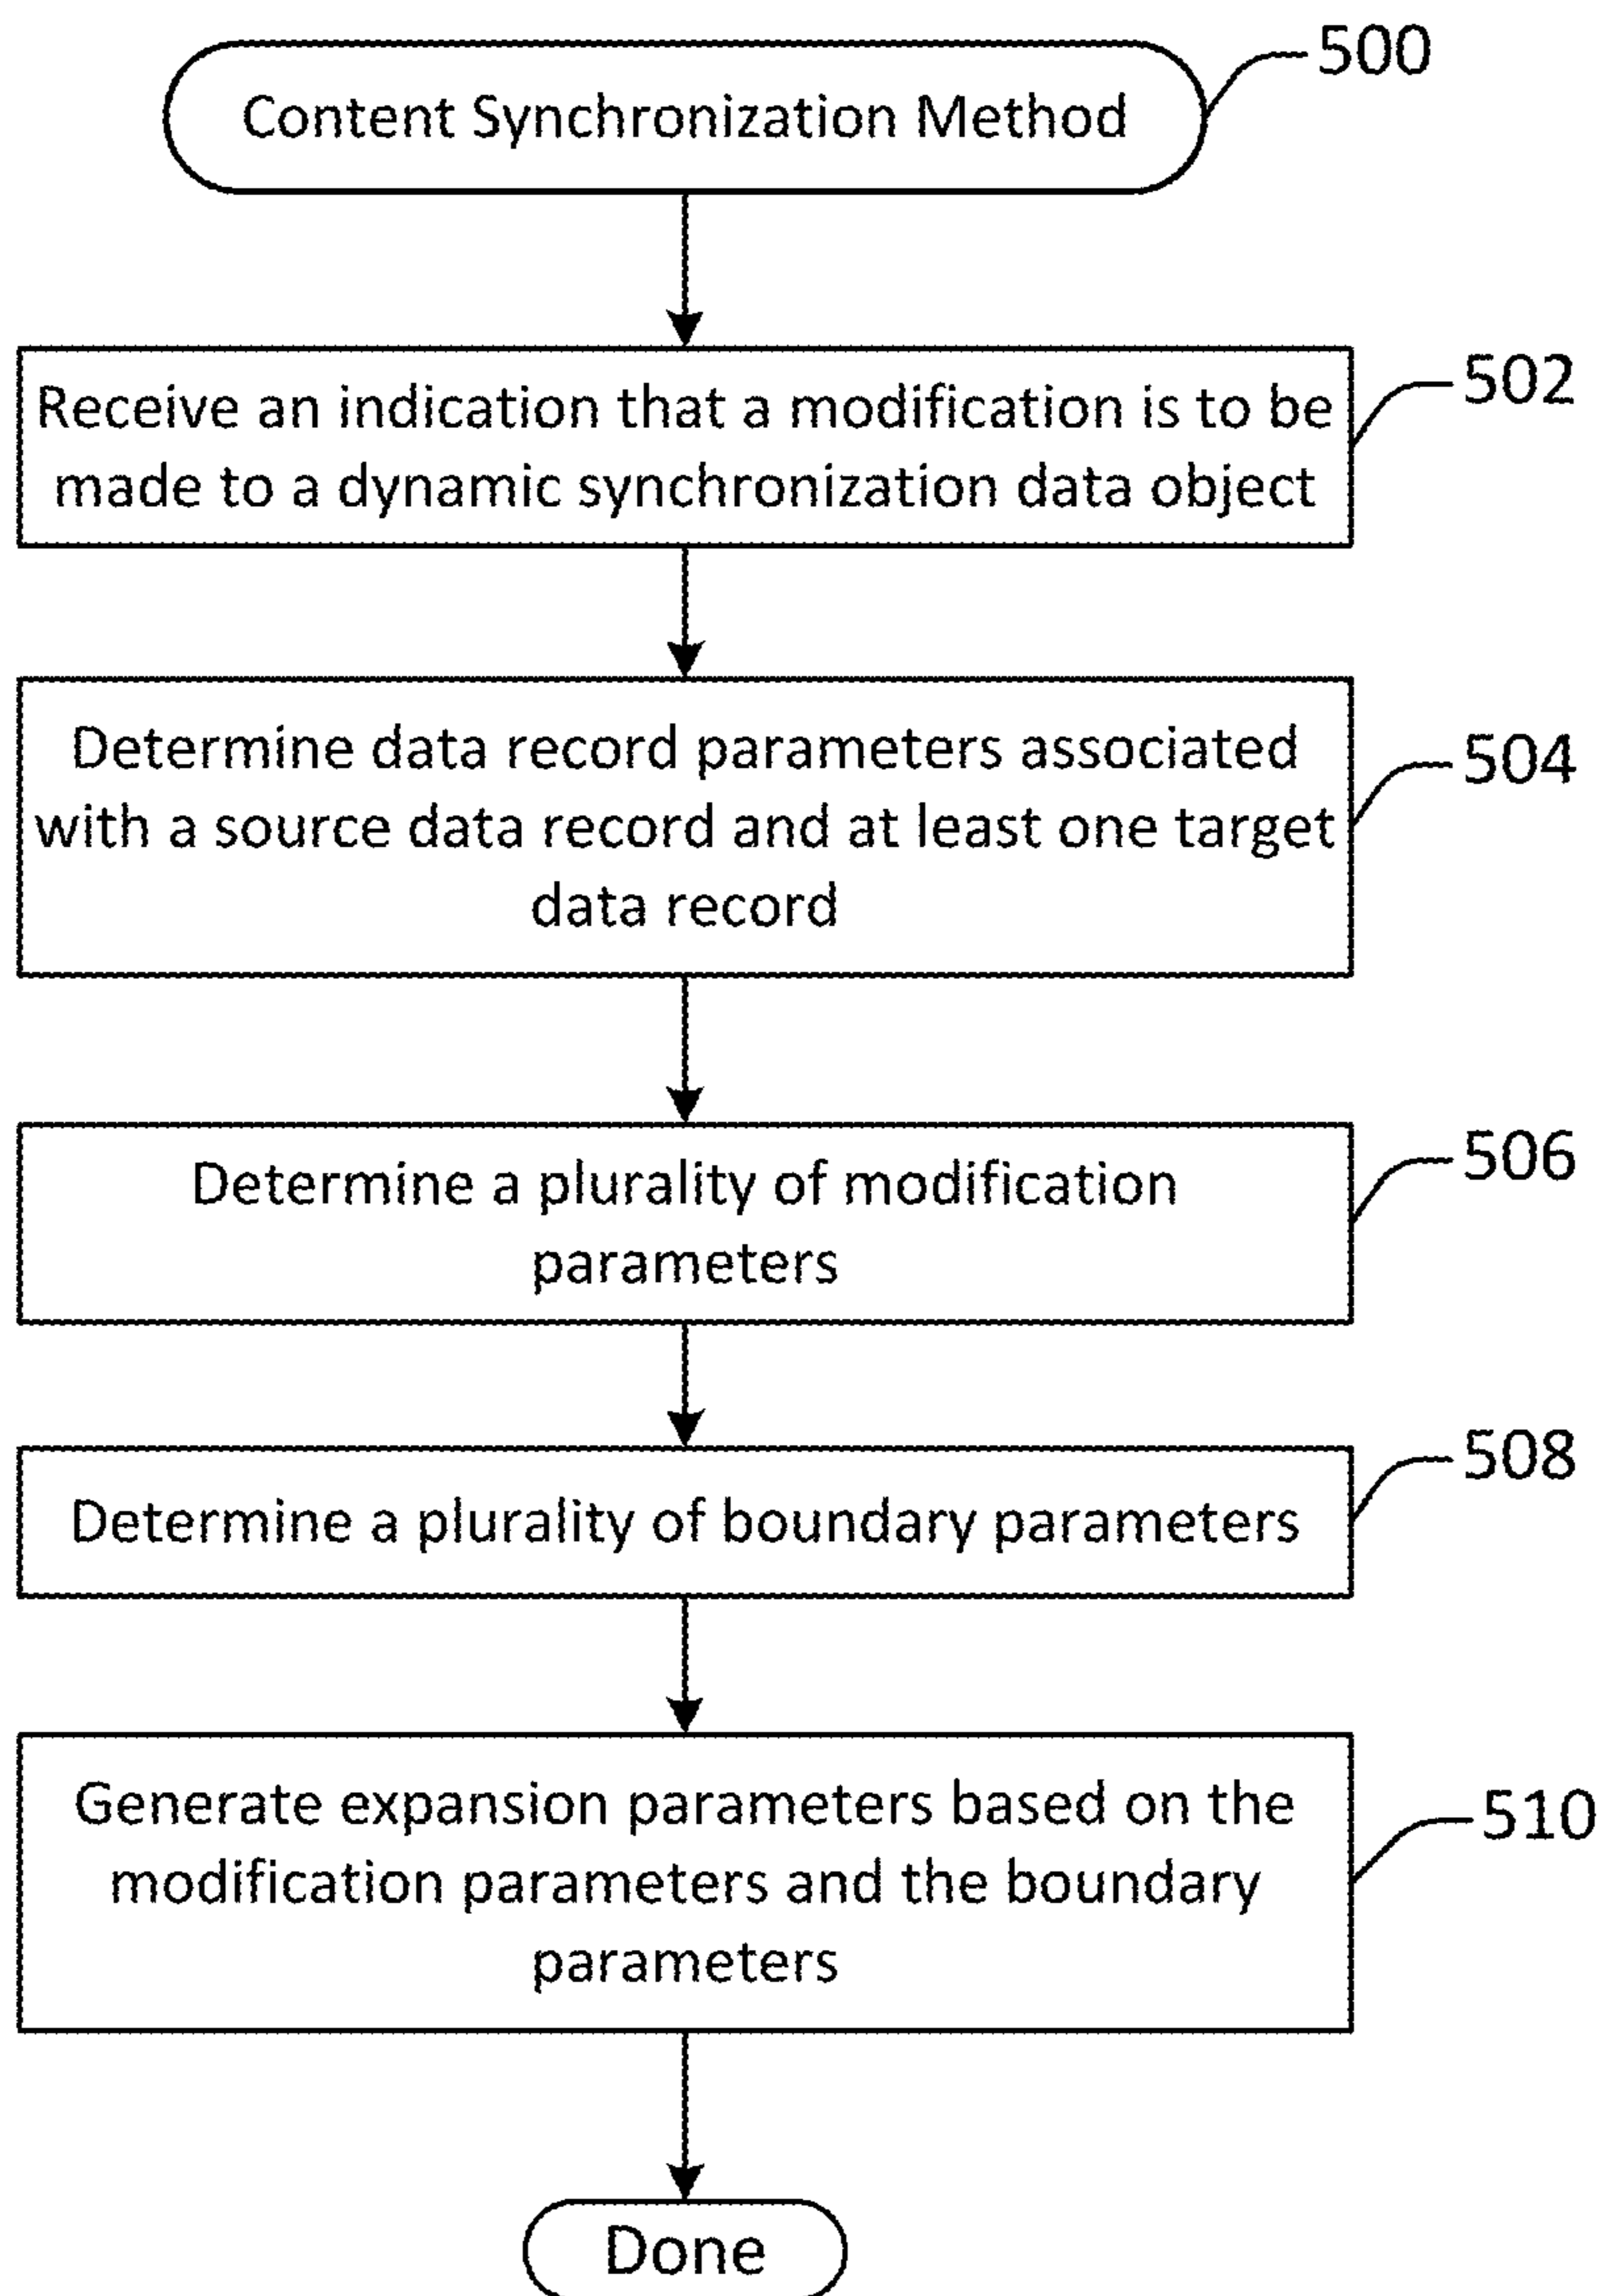 500
Content Synchronization Method
502
Receive an indication that a modification is to be
made to a dynamic synchronization data object
504
Determine data record parameters associated
with a source data record and at least one target
data record
506
Determine a plurality of modification
parameters
508
Determine a plurality of boundary parameters
510
Generate expansion parameters based on the
modification parameters and the boundary
parameters
Done